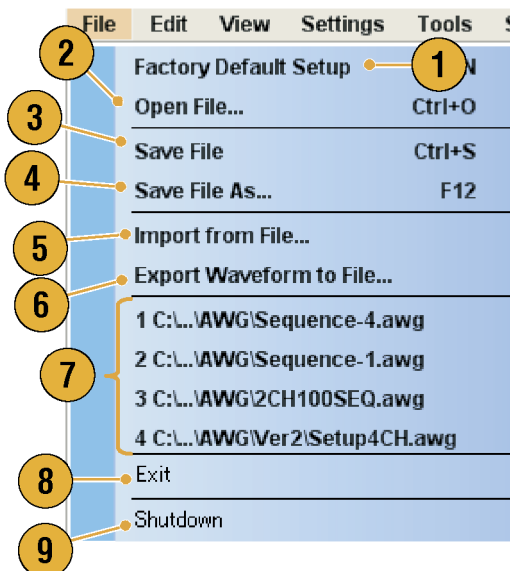 File Edit View Settings Tools S
Factory Default Setup 1 N
2
Open File... Ctrl+O
3
Save File Ctrl+S
4
Save File As... F12
5
Import from File...
6
Export Waveform to File...
7
1 C:\...\AWG\Sequence-4.awg
2 C:\...\AWG\Sequence-1.awg
3 C:\...\AWG\2CH100SEQ.awg
4 C:\...\AWG\Ver2\Setup4CH.awg
8
Exit
9
Shutdown